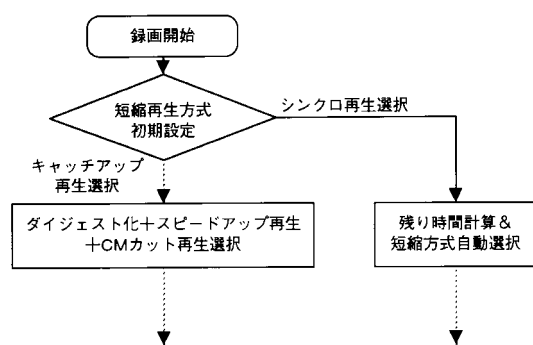 録画開始
短縮再生方式
初期設定
シンクロ再生選択
キャッチアップ
再生選択
ダイジェスト化＋スピードアップ再生
＋CMカット再生選択
残り時間計算＆
短縮方式自動選択